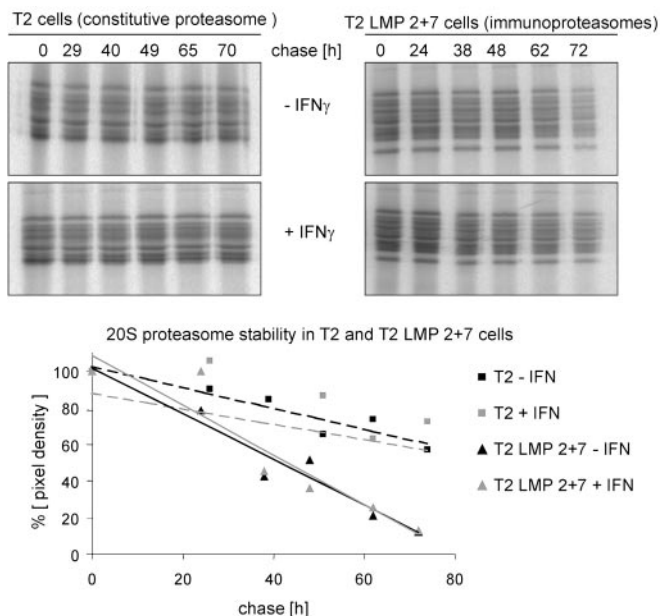 T2 cells (constitutive proteasome )
T2 LMP 2+7 cells (immunoproteasomes)
0 29 40 49 65 70 chase [h] 0 24 38 48 62 72
- IFNγ
+ IFNγ
20S proteasome stability in T2 and T2 LMP 2+7 cells
% [ pixel density]
100
80
60
40
20
0
0 20 40 60 80
chase [h]
T2 - IFN
T2 + IFN
T2 LMP 2+7 - IFN
T2 LMP 2+7 + IFN